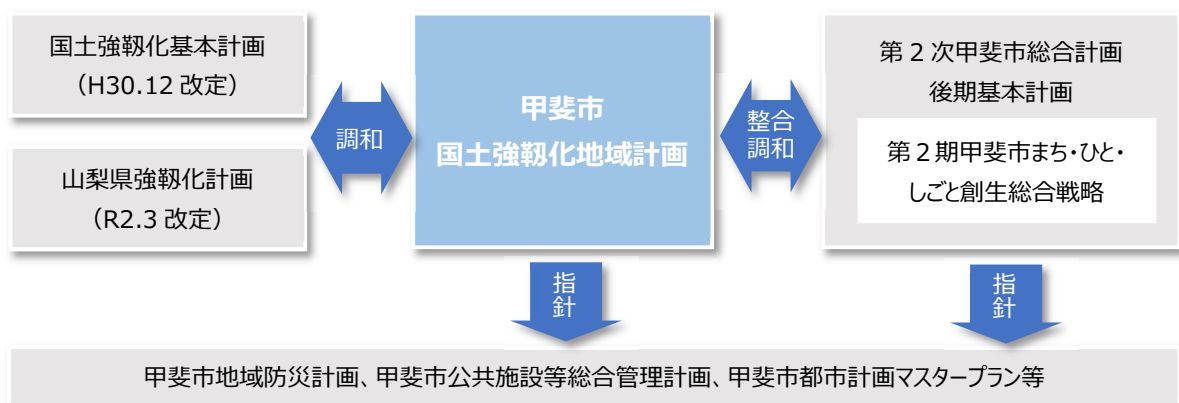 国土強靱化基本計画
（H30.12 改定）
山梨県強靱化計画
（R2.3 改定）
調和
甲斐市
国土強靱化地域計画
整合
調和
第２次甲斐市総合計画
後期基本計画
第２期甲斐市まち・ひと・
しごと創生総合戦略
指針
指針
甲斐市地域防災計画、甲斐市公共施設等総合管理計画、甲斐市都市計画マスタープラン等